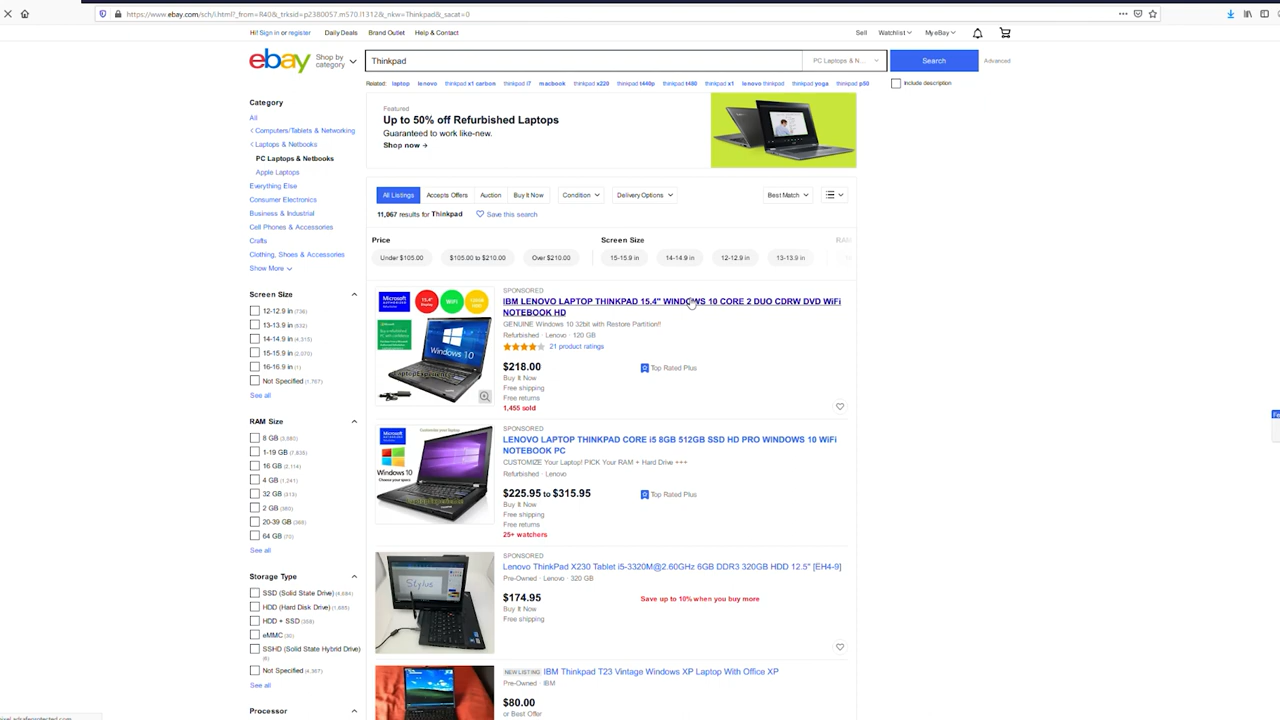 https://www.ebay.com/sch/i.html?_from=R40&_trksid=p2380057.m570.l1312&_nkw=Thinkpad&_sacat=0
Hi! Sign in or register
Daily Deals
Brand Outlet
Help & Contact
Sell
Watchlist
My eBay
ebay
Shop by
category
Thinkpad
PC Laptops & N...
Search
Advanced
Related:
laptop
lenovo
thinkpad x1 carbon
thinkpad i7
macbook
thinkpad x220
thinkpad t440p
thinkpad t480
thinkpad x1
lenovo thinkpad
thinkpad yoga
thinkpad p50
Include description
Category
All
Computers/Tablets & Networking
Laptops & Netbooks
PC Laptops & Netbooks
Apple Laptops
Everything Else
Consumer Electronics
Business & Industrial
Cell Phones & Accessories
Crafts
Clothing, Shoes & Accessories
Show More
Screen Size
12-12.9 in (736)
13-13.9 in (632)
14-14.9 in (4,315)
15-15.9 in (2,070)
16-16.9 in (1)
Not Specified (1,767)
See all
RAM Size
8 GB
1-19 GB
16 GB (2,114)
4 GB (1,241)
32 GB (313)
2 GB
20-39 GB
64 GB (70)
See all
Storage Type
SSD (Solid State Drive)
HDD (Hard Disk Drive)
HDD + SSD
eMMC (30)
SSHD (Solid State Hybrid Drive)
Not Specified
See all
Processor
Featured
Up to 50% off Refurbished Laptops
Guaranteed to work like-new.
Shop now →
All Listings
Accepts Offers
Auction
Buy It Now
Condition
Delivery Options
Best Match
11,067 results for Thinkpad
Save this search
Price
Under $105.00
$105.00 to $210.00
Over $210.00
Screen Size
15-15.9 in
14-14.9 in
12-12.9 in
13-13.9 in
RAM
SPONSORED
IBM LENOVO LAPTOP THINKPAD 15.4" WINDOWS 10 CORE 2 DUO CDRW DVD WiFi
NOTEBOOK HD
GENUINE Windows 10 32bit with Restore Partition!!
Refurbished · Lenovo · 120 GB
21 product ratings
$218.00
Buy It Now
Free shipping
Free returns
1,455 sold
Top Rated Plus
Microsoft
15.4"
WiFi
Windows 10
LaptopExperience
SPONSORED
LENOVO LAPTOP THINKPAD CORE i5 8GB 512GB SSD HD PRO WINDOWS 10 WiFi
NOTEBOOK PC
CUSTOMIZE Your Laptop! PICK Your RAM + Hard Drive +++
Refurbished · Lenovo
$225.95 to $315.95
Buy It Now
Free shipping
Free returns
25+ watchers
Top Rated Plus
Customize your laptop
Microsoft
Windows 10
Choose your specs
SPONSORED
Lenovo ThinkPad X230 Tablet i5-3320M@2.60GHz 6GB DDR3 320GB HDD 12.5" [EH4-9]
Pre-Owned · Lenovo · 320 GB
$174.95
Buy It Now
Free shipping
Save up to 10% when you buy more
Stylus
NEW LISTING
IBM Thinkpad T23 Vintage Windows XP Laptop With Office XP
Pre-Owned · IBM
$80.00
or Best Offer